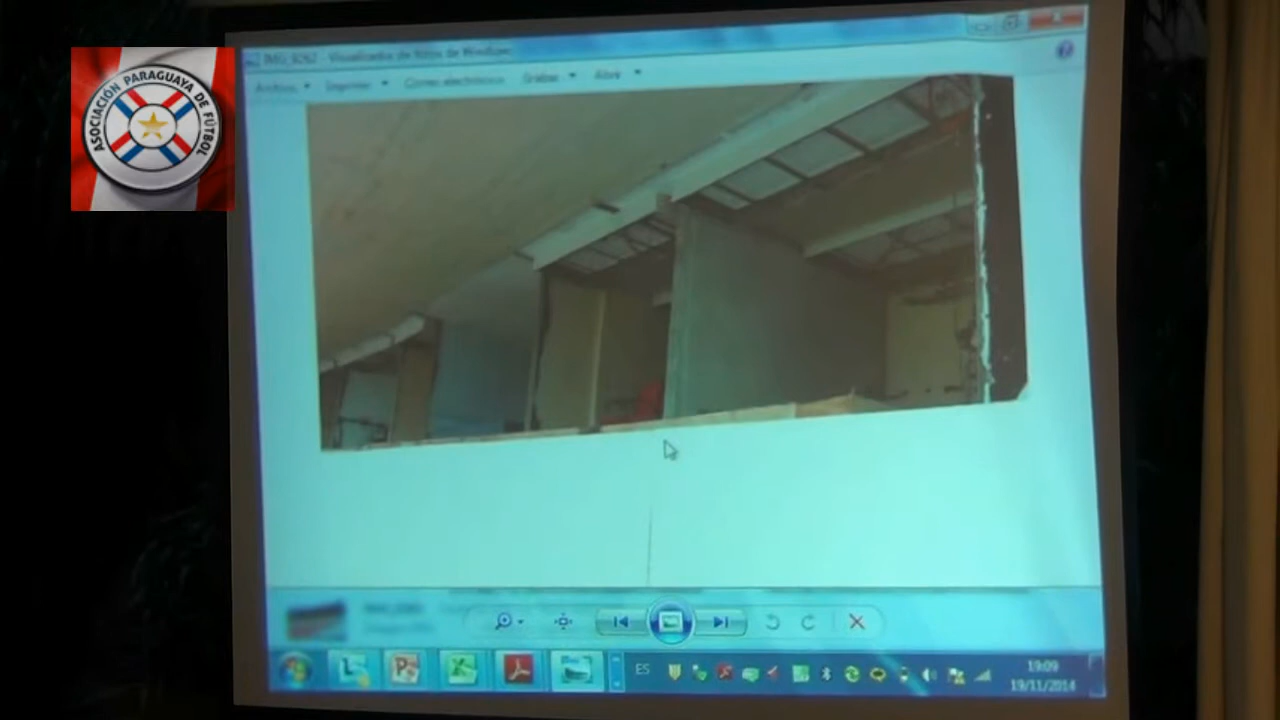 ASOCIACIÓN PARAGUAYA DE FÚTBOL
Visualizador de fotos de Windows
Archivo Imprimir Correo electrónico Grabar Abrir
ES
19:09
19/11/2014